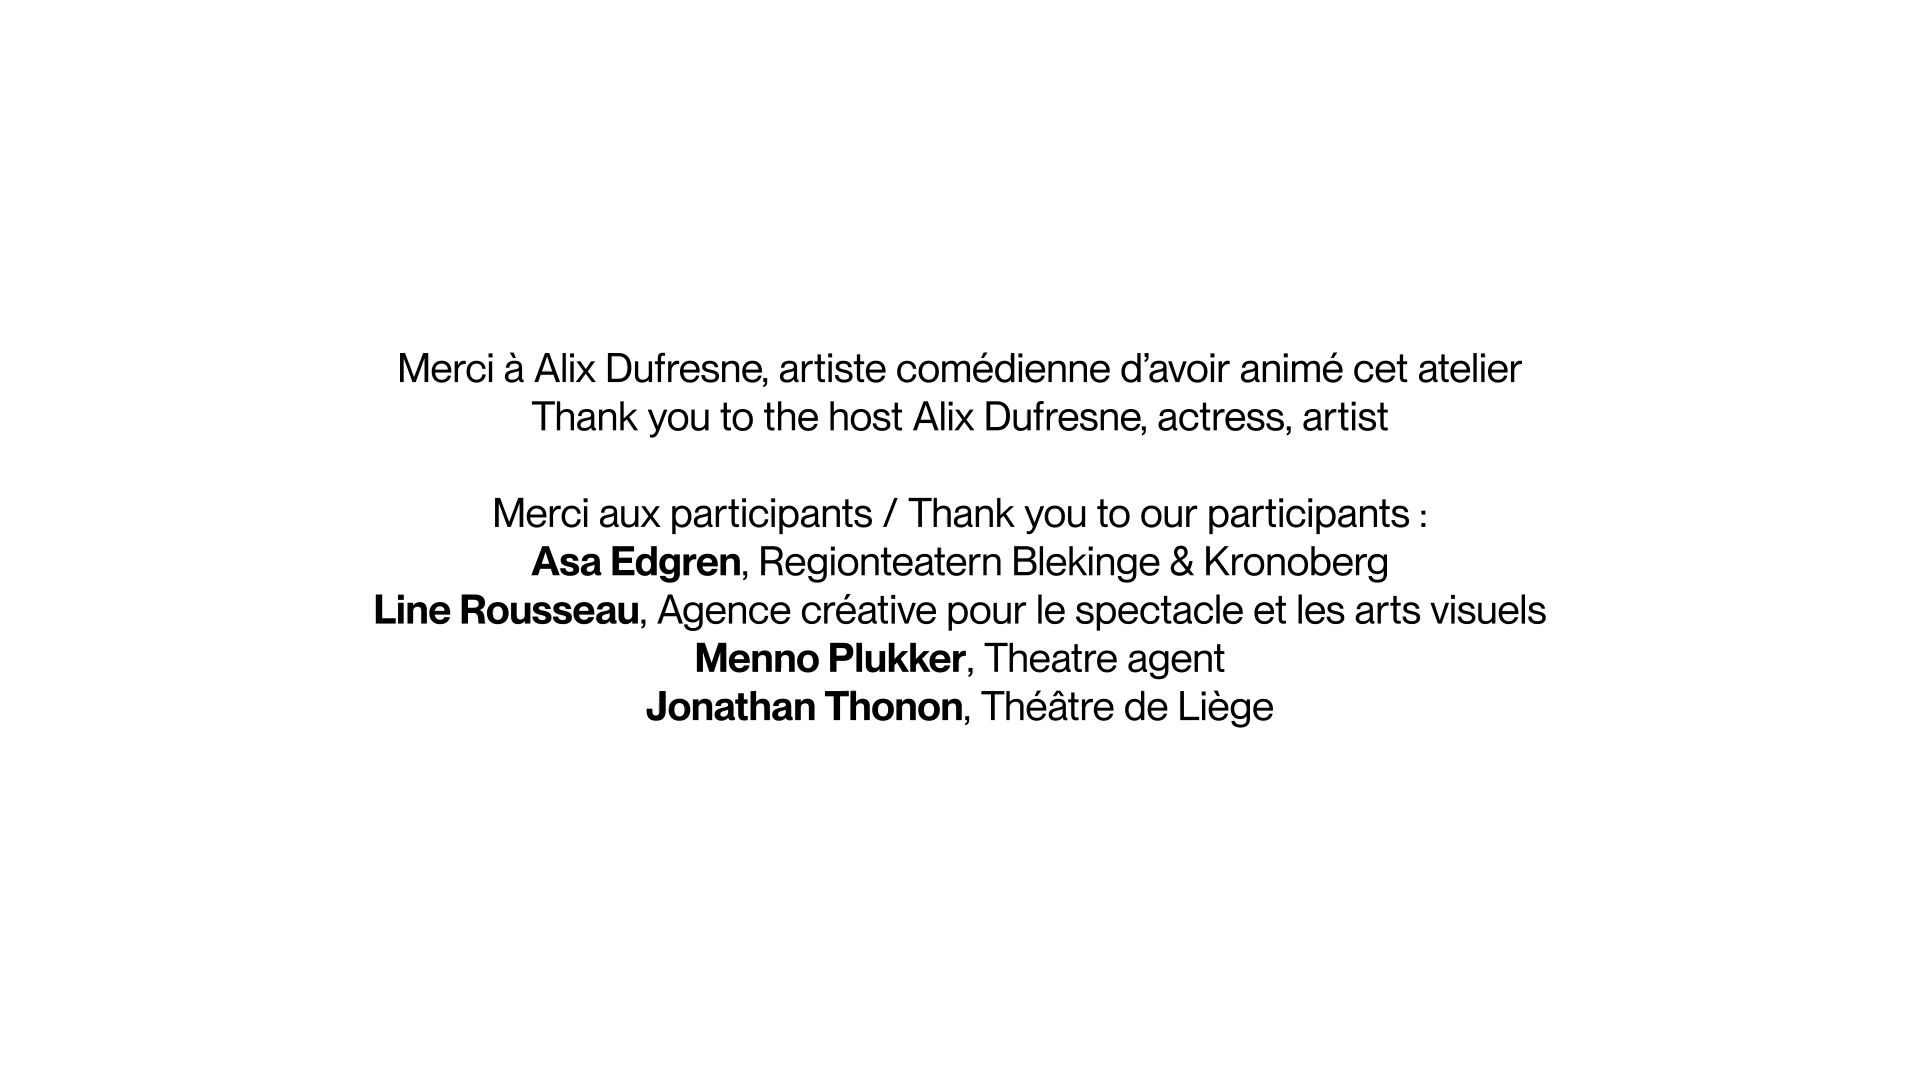 Merci à Alix Dufresne, artiste comédienne d’avoir animé cet atelier
Thank you to the host Alix Dufresne, actress, artist
Merci aux participants / Thank you to our participants :
Asa Edgren, Regionteatern Blekinge & Kronoberg
Line Rousseau, Agence créative pour le spectacle et les arts visuels
Menno Plukker, Theatre agent
Jonathan Thonon, Théâtre de Liège